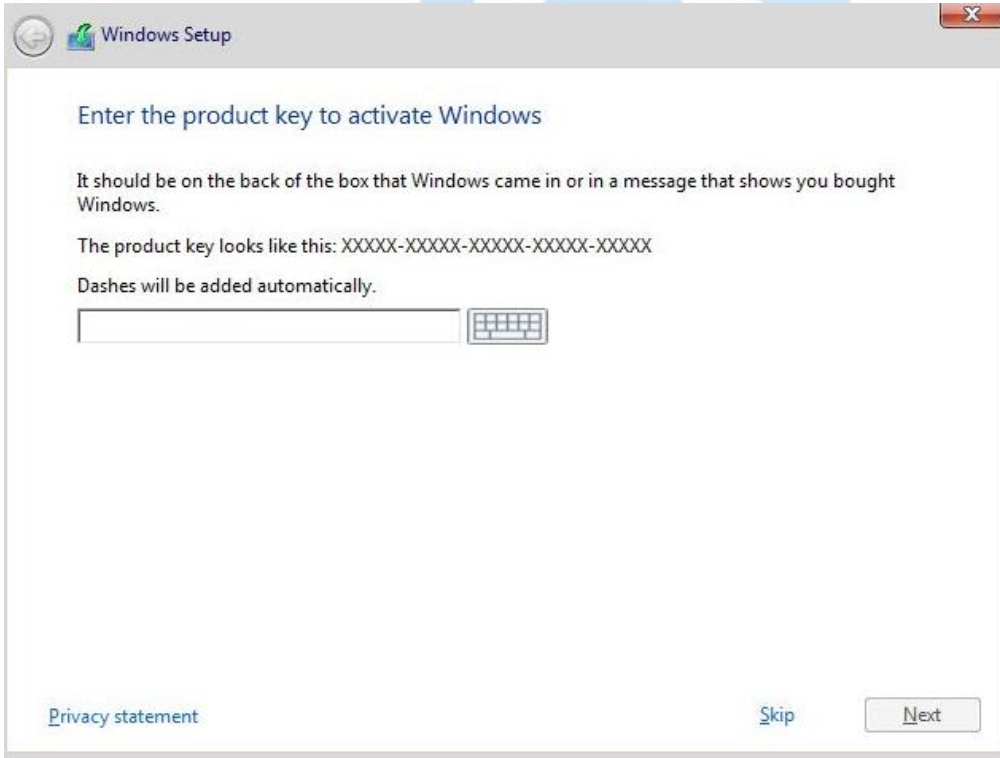 Windows Setup
Enter the product key to activate Windows
It should be on the back of the box that Windows came in or in a message that shows you bought
Windows.
The product key looks like this: XXXXX-XXXXX-XXXXX-XXXXX-XXXXX
Dashes will be added automatically.
Privacy statement Skip Next